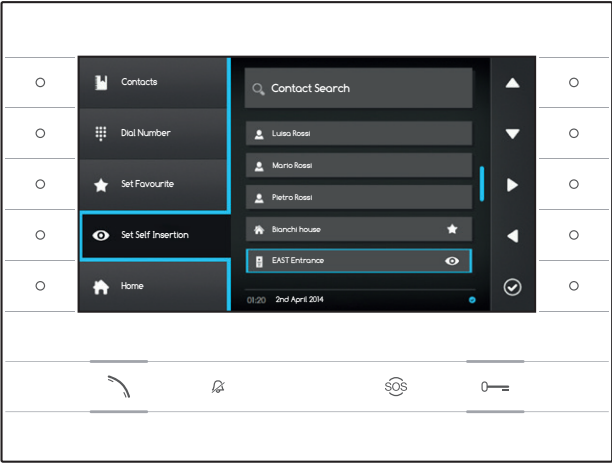 Contacts
Dial Number
Set Favourite
Set Self Insertion
Home
Contact Search
Luisa Rossi
Mario Rossi
Pietro Rossi
Bianchi house
EAST Entrance
01:20 2nd April 2014
SOS